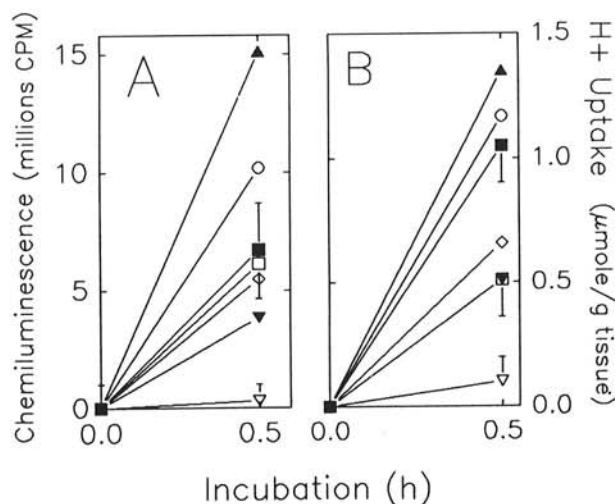 Chemiluminescence (millions CPM)
15
10
5
0
A
B
0.0
0.5
0.0
0.5
Incubation (h)
1.5
1.0
0.5
0.0
H+ Uptake (μmole/g tissue)